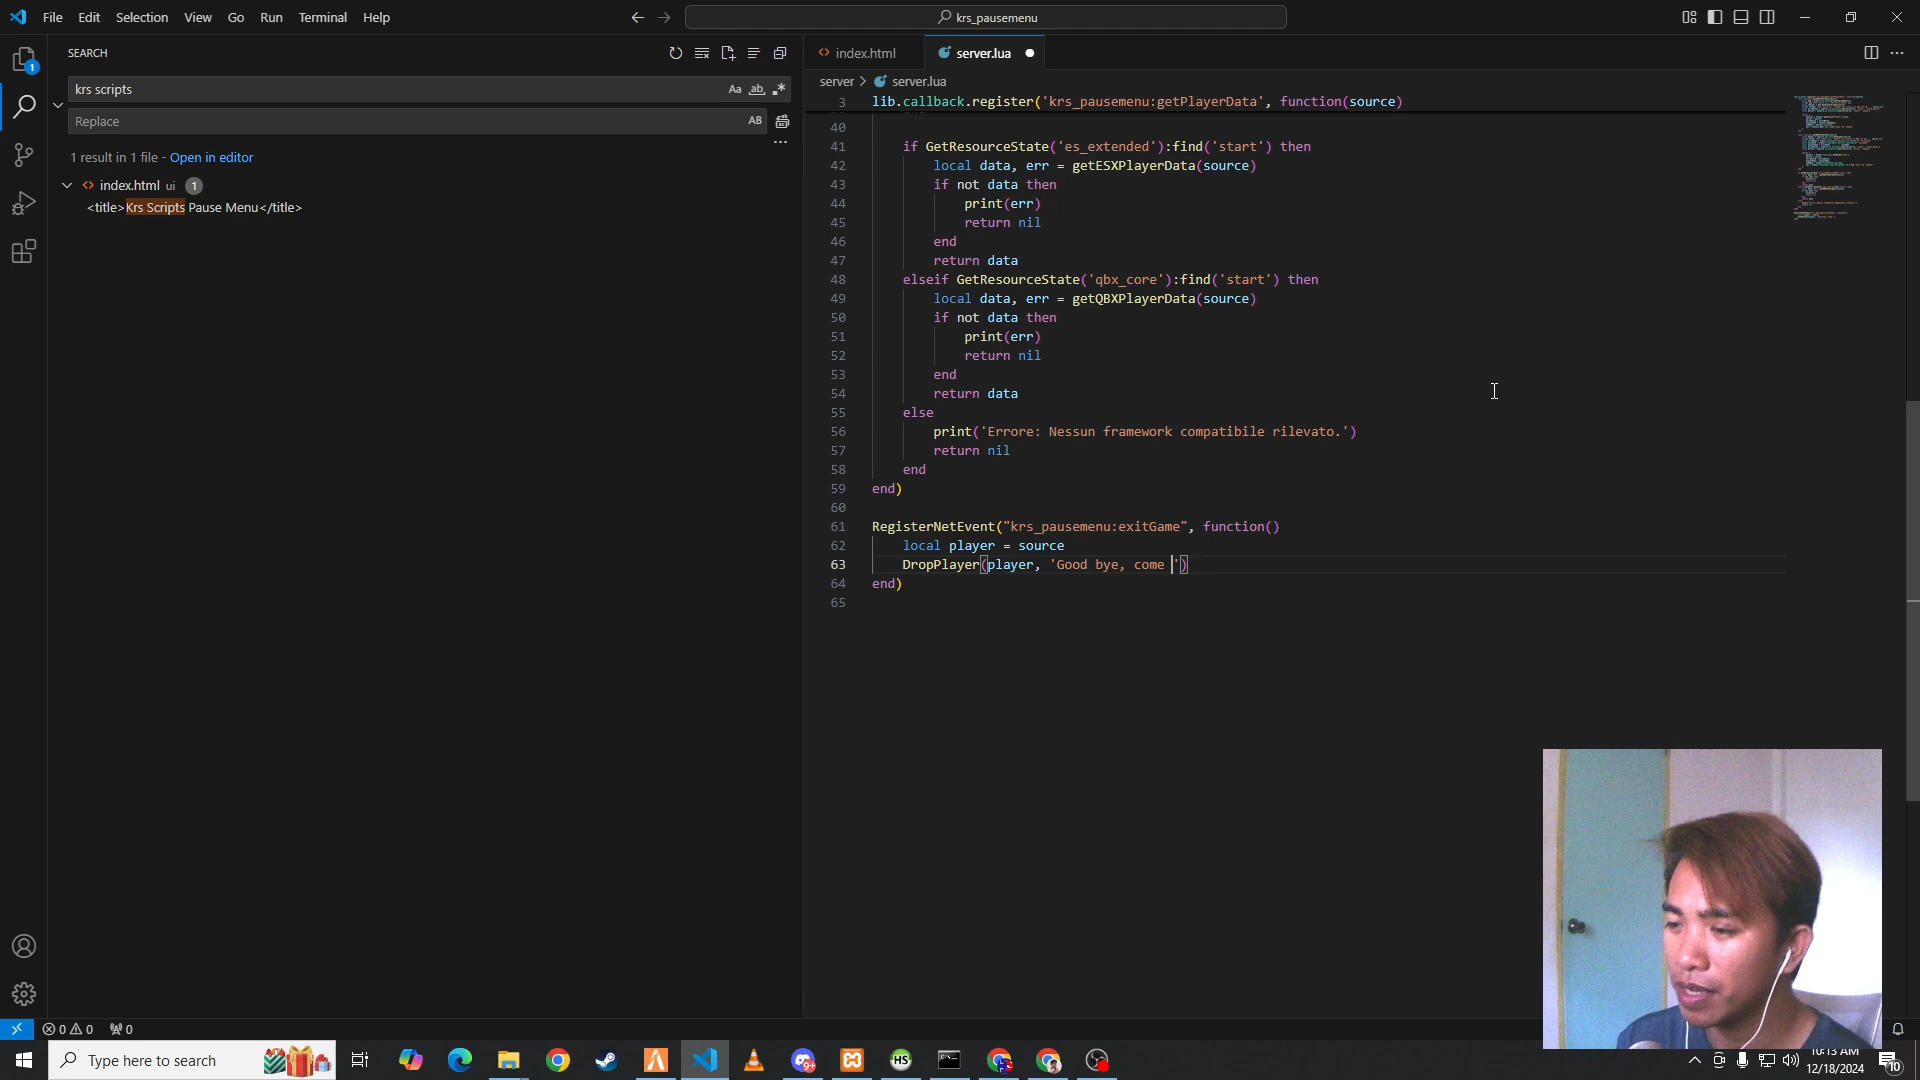 File Edit Selection View Go Run Terminal Help
krs_pausemenu
SEARCH
krs scripts
Aa ab .*
Replace
AB
1 result in 1 file - Open in editor
index.html ui 1
<title>Krs Scripts Pause Menu</title>
1
index.html
server.lua
server > server.lua
3 lib.callback.register('krs_pausemenu:getPlayerData', function(source)
40
41 if GetResourceState('es_extended'):find('start') then
42 local data, err = getESXPlayerData(source)
43 if not data then
44 print(err)
45 return nil
46 end
47 return data
48 elseif GetResourceState('qbx_core'):find('start') then
49 local data, err = getQBXPlayerData(source)
50 if not data then
51 print(err)
52 return nil
53 end
54 return data
55 else
56 print('Errore: Nessun framework compatibile rilevato.')
57 return nil
58 end
59 end)
60
61 RegisterNetEvent("krs_pausemenu:exitGame", function()
62 local player = source
63 DropPlayer(player, 'Good bye, come ')
64 end)
65
0 0 0
Type here to search
9+
HS
10:13 AM
12/18/2024
10